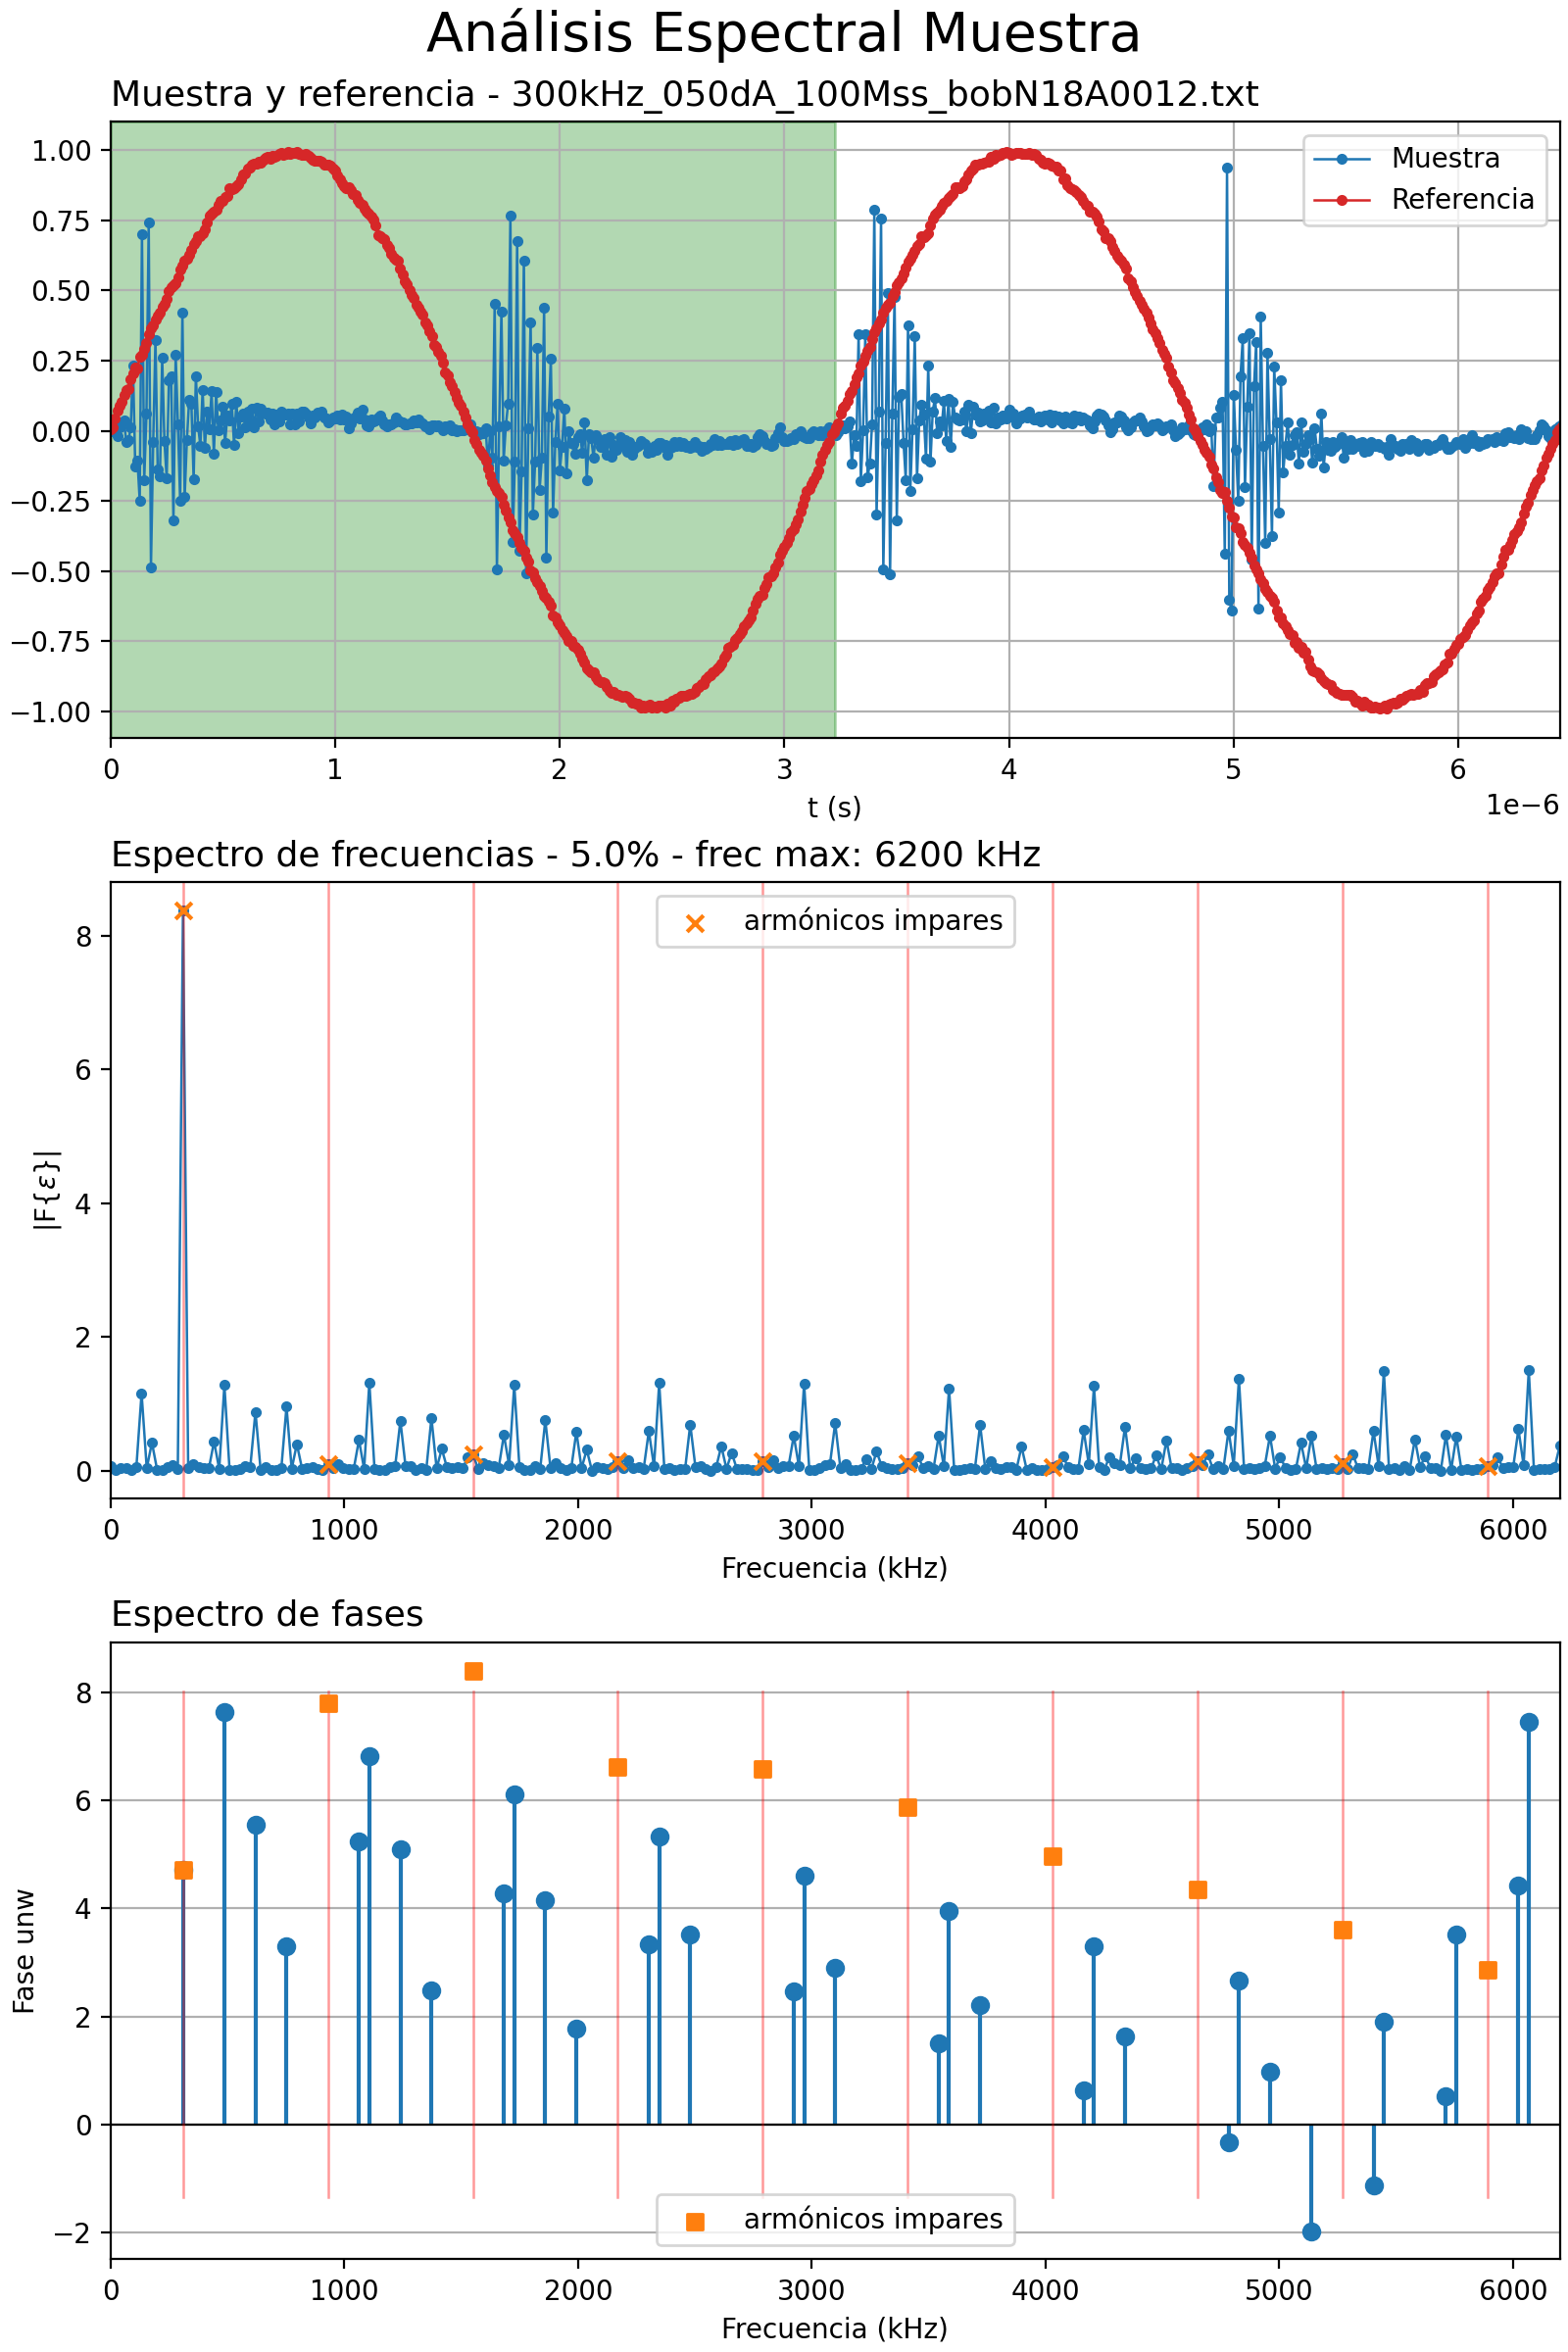 Análisis Espectral Muestra
Muestra y referencia - 300kHz_050dA_100Mss_bobN18A0012.txt
1.00
0.75
0.50
0.25
0.00
−0.25
−0.50
−0.75
−1.00
Muestra
Referencia
0 1 2 3 4 5 6
t (s)
1e−6
Espectro de frecuencias - 5.0% - frec max: 6200 kHz
8
6
4
2
0
|F{ε}|
armónicos impares
0 1000 2000 3000 4000 5000 6000
Frecuencia (kHz)
Espectro de fases
8
6
4
2
0
−2
Fase unw
armónicos impares
0 1000 2000 3000 4000 5000 6000
Frecuencia (kHz)